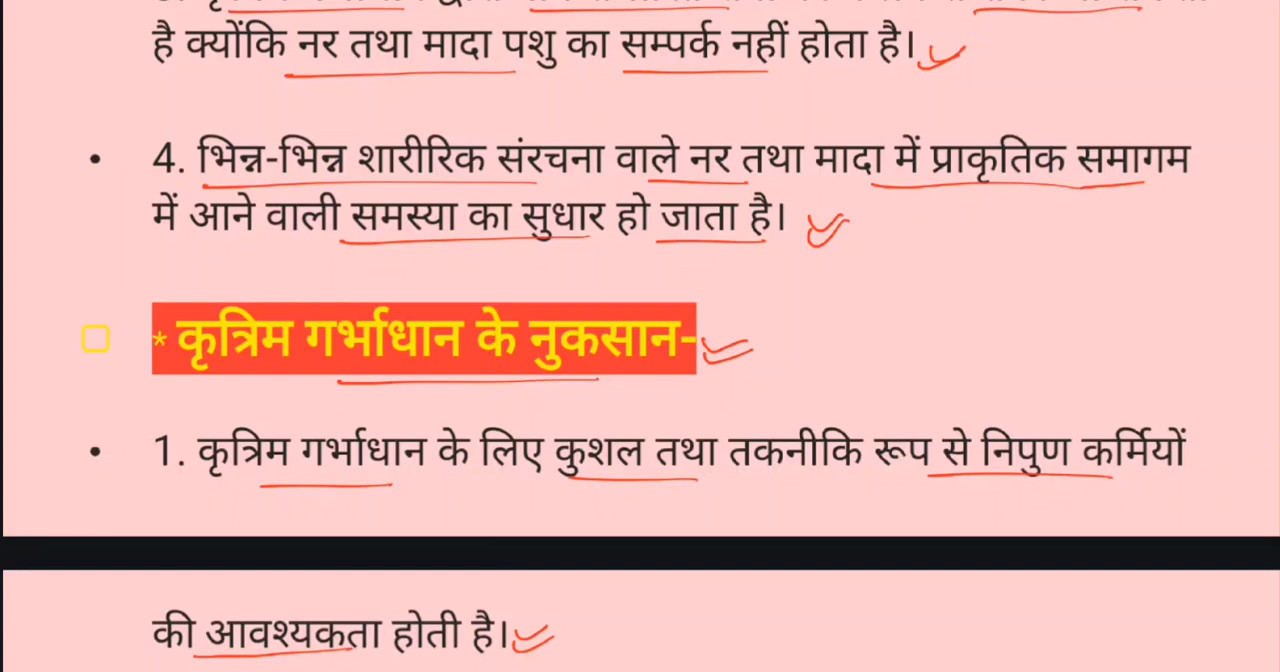 है क्योंकि नर तथा मादा पशु का सम्पर्क नहीं होता है।
• 4. भिन्न-भिन्न शारीरिक संरचना वाले नर तथा मादा में प्राकृतिक समागम
में आने वाली समस्या का सुधार हो जाता है।
* कृत्रिम गर्भाधान के नुकसान-
• 1. कृत्रिम गर्भाधान के लिए कुशल तथा तकनीकि रूप से निपुण कर्मियों
की आवश्यकता होती है।